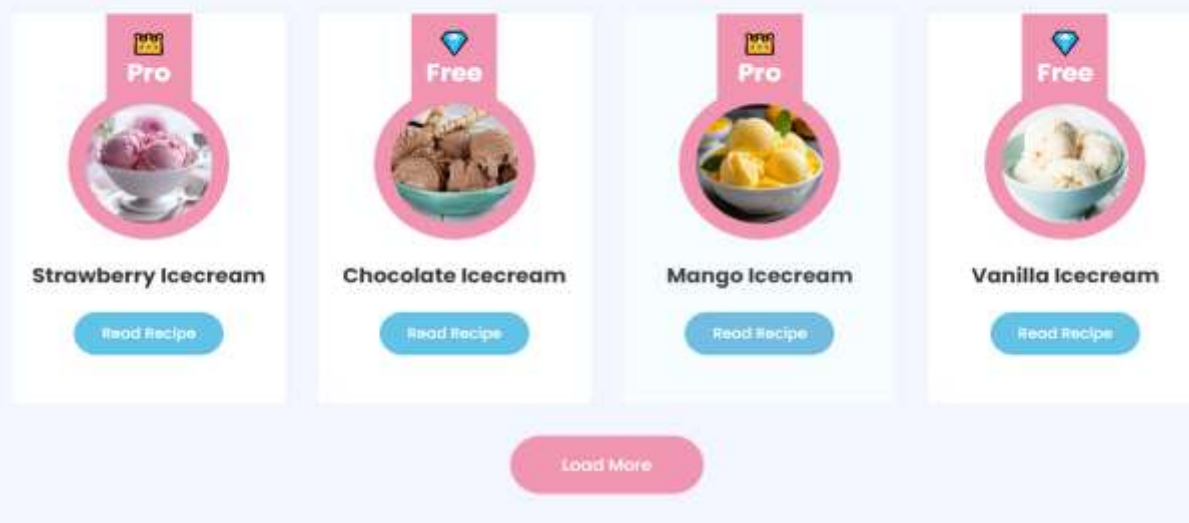 Pro
Free
Pro
Free
Strawberry Icecream
Chocolate Icecream
Mango Icecream
Vanilla Icecream
Read Recipe
Read Recipe
Read Recipe
Read Recipe
Load More